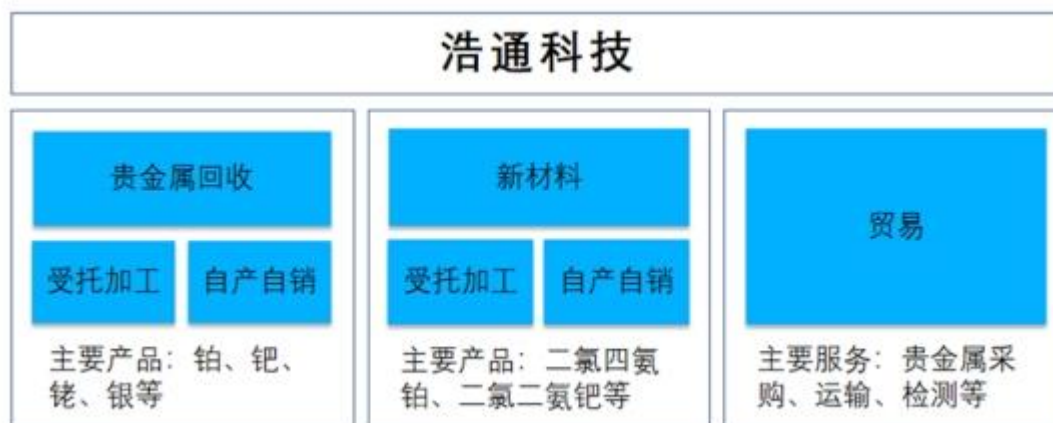 浩通科技
贵金属回收
受托加工
自产自销
主要产品：铂、钯、
铑、银等
新材料
受托加工
自产自销
主要产品：二氯四氨
铂、二氯二氨钯等
贸易
主要服务：贵金属采
购、运输、检测等